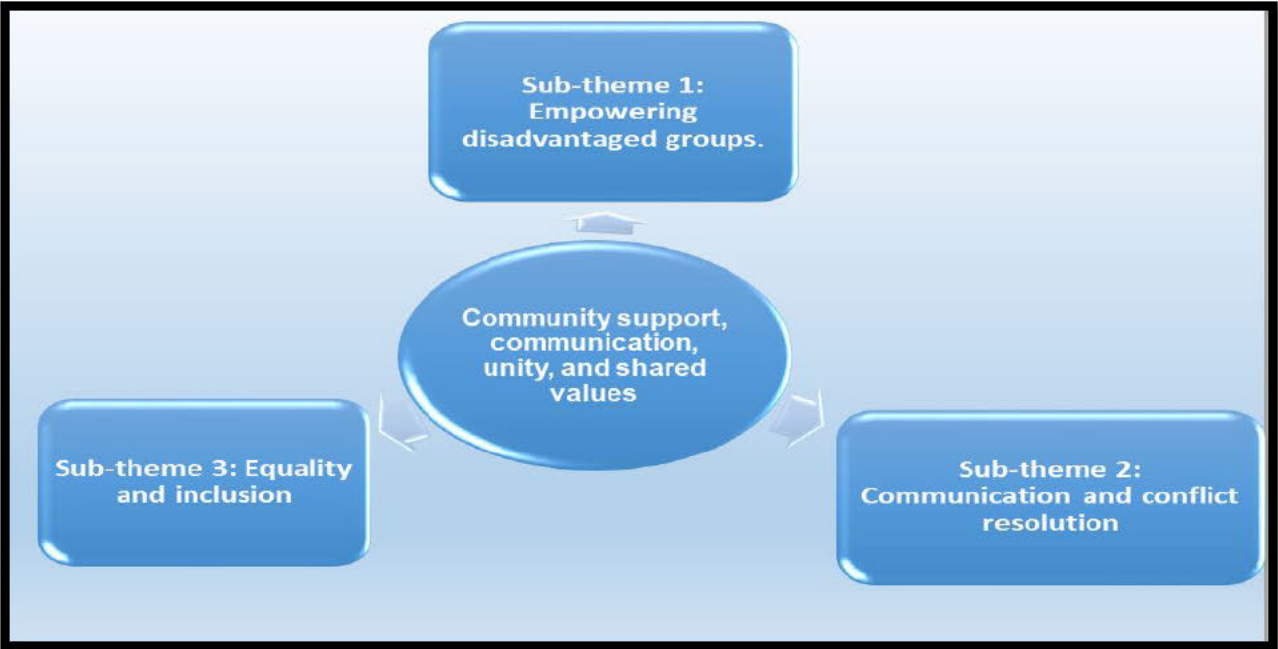 Sub-theme 1:
Empowering
disadvantaged groups.
Community support,
communication,
unity, and shared
values
Sub-theme 3: Equality
and inclusion
Sub-theme 2:
Communication and conflict
resolution